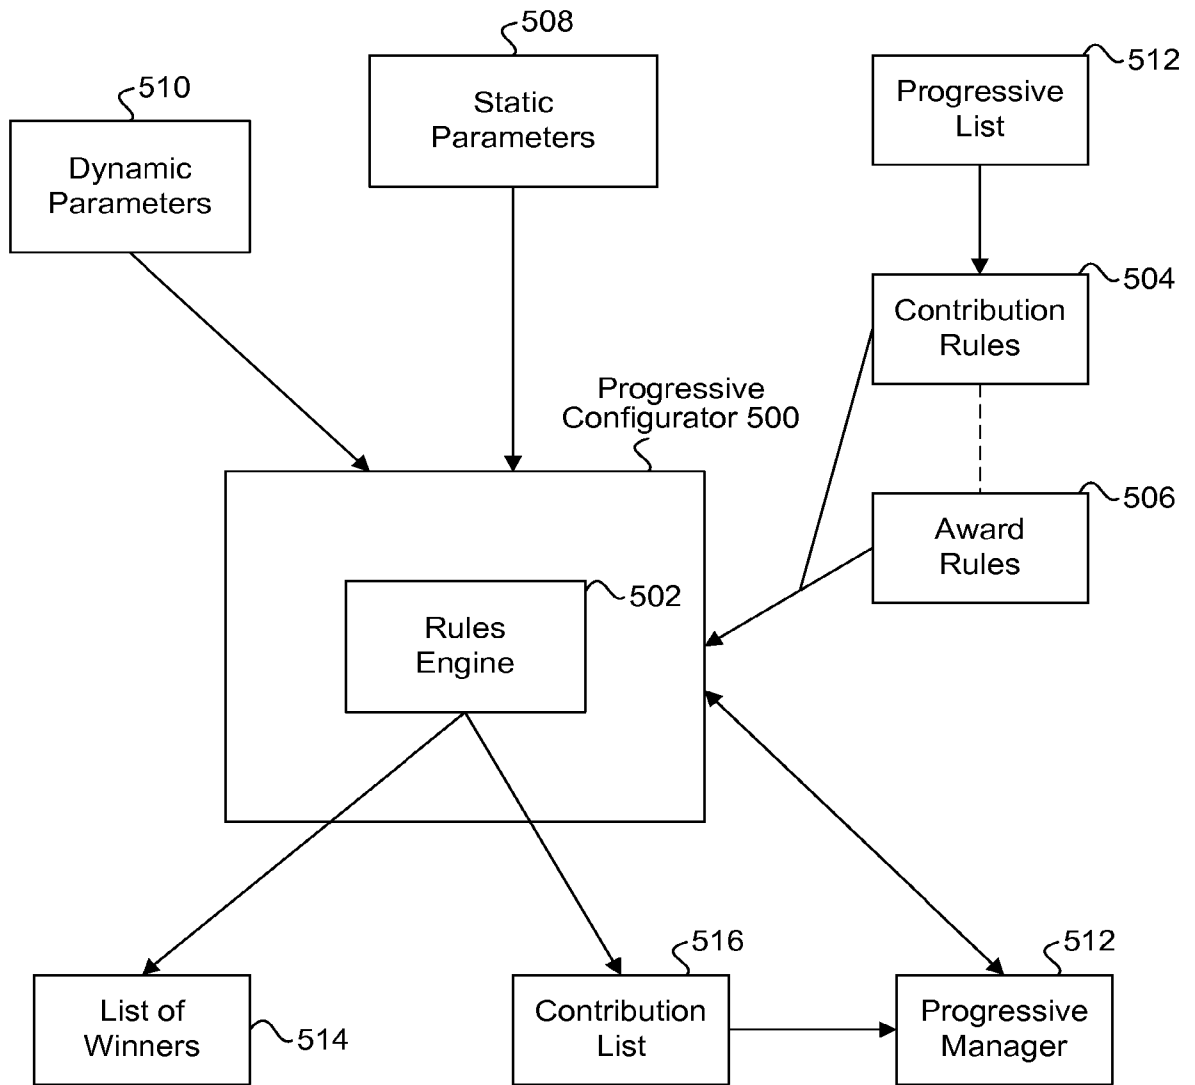 508
512
510
Static
Parameters
Progressive
List
Dynamic
Parameters
504
Contribution
Rules
Progressive
Configurator 500
506
Award
Rules
502
Rules
Engine
516
512
List of
Winners
514
Contribution
List
Progressive
Manager